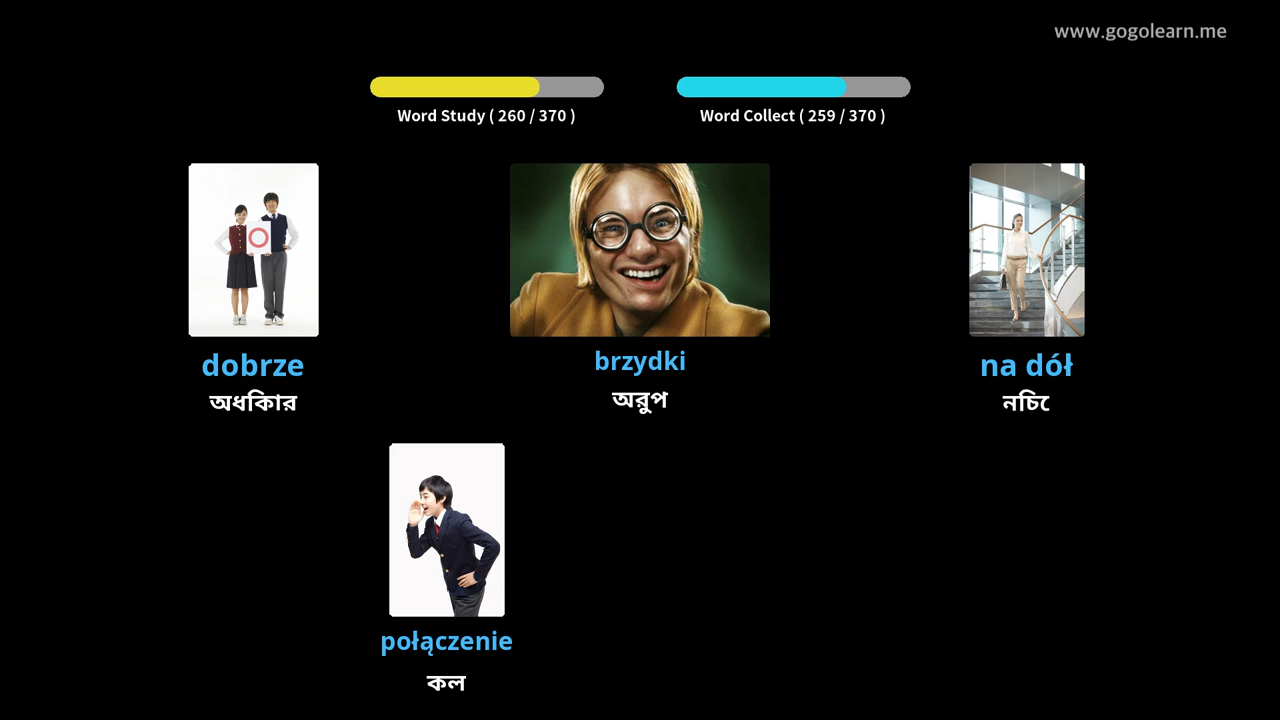 www.gogolearn.me
Word Study ( 260 / 370 )
Word Collect ( 259 / 370 )
dobrze
brzydki
na dół
অধিকার
অরুপ
নিচে
połączenie
কল